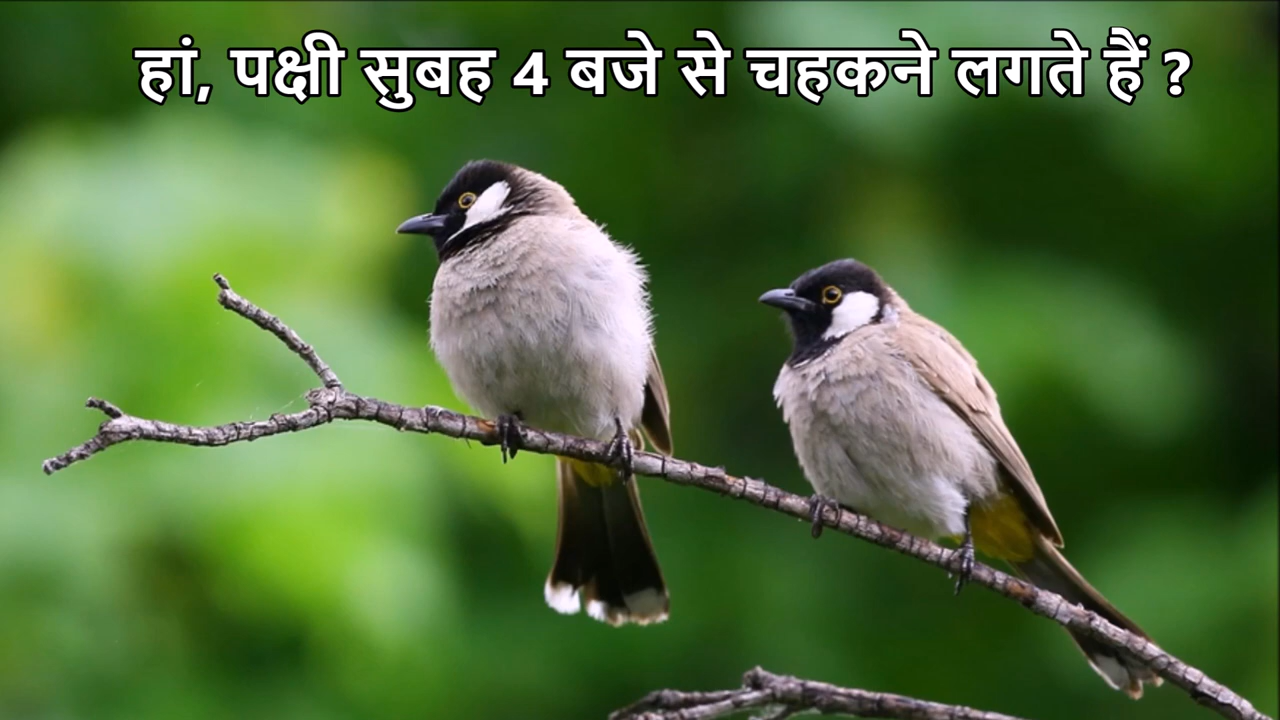 हां, पक्षी सुबह 4 बजे से चहकने लगते हैं ?